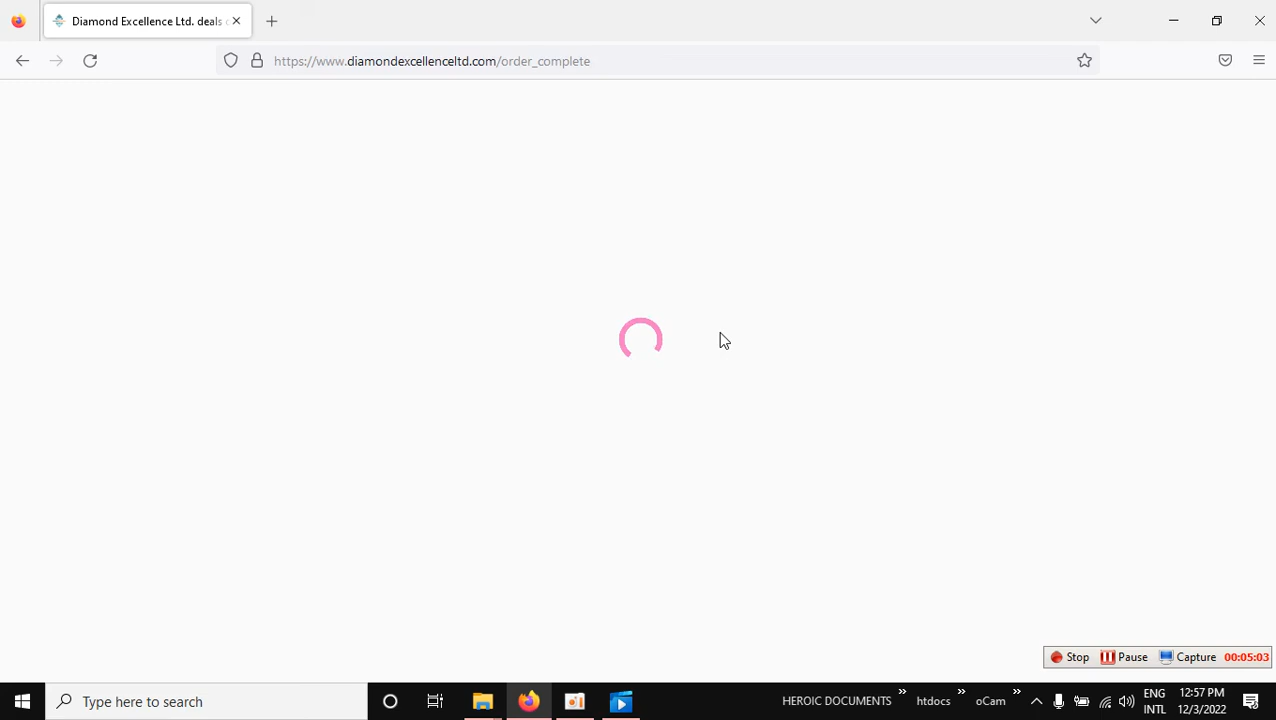 Diamond Excellence Ltd. deals
https://www.diamondexcellenceltd.com/order_complete
Stop Pause Capture 00:05:03
Type here to search
HEROIC DOCUMENTS » htdocs » oCam » ENG INTL 12:57 PM 12/3/2022